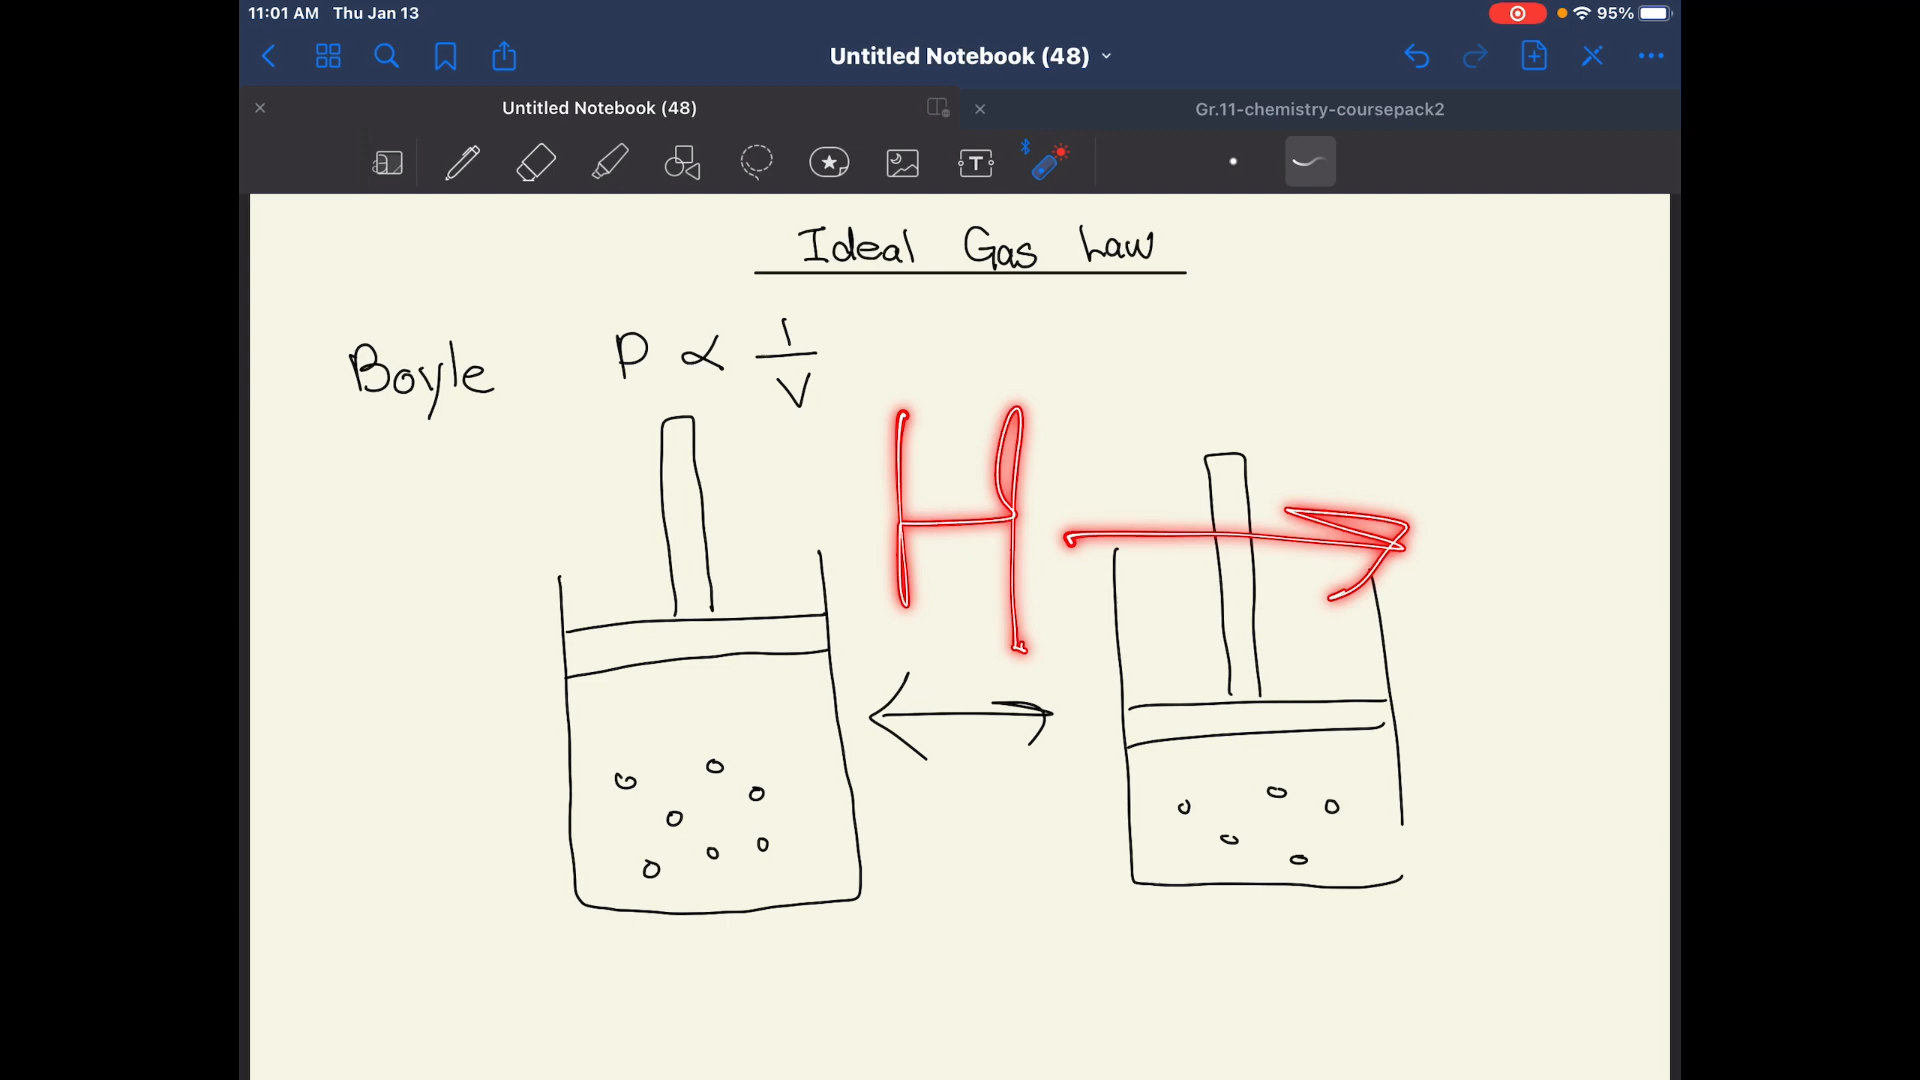 11:01 AM Thu Jan 13
95%
Untitled Notebook (48)
Untitled Notebook (48)
Gr.11-chemistry-coursepack2
T
Ideal Gas Law
Boyle P ∝ 1/V
H